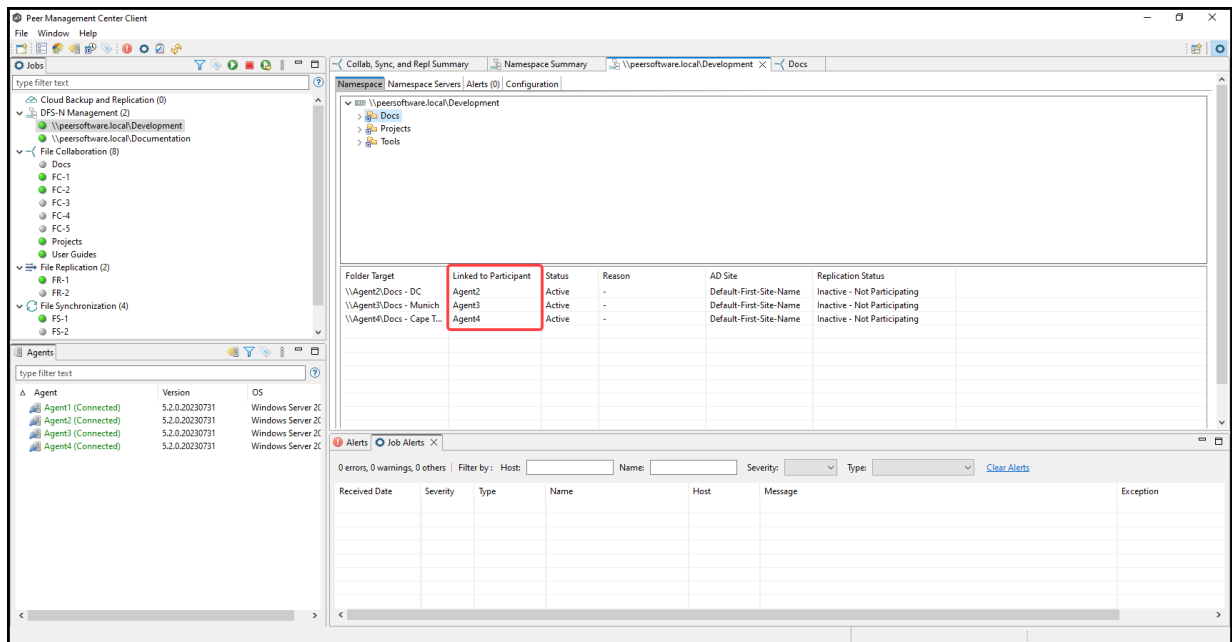 Peer Management Center Client
File Window Help
Jobs
type filter text
Cloud Backup and Replication (0)
DFS-N Management (2)
\\peersoftware.local\Development
\\peersoftware.local\Documentation
File Collaboration (8)
Docs
FC-1
FC-2
FC-3
FC-4
FC-5
Projects
User Guides
File Replication (2)
FR-1
FR-2
File Synchronization (4)
FS-1
FS-2
Agents
type filter text
Agent Version OS
Agent1 (Connected) 5.2.0.20230731 Windows Server 20
Agent2 (Connected) 5.2.0.20230731 Windows Server 20
Agent3 (Connected) 5.2.0.20230731 Windows Server 20
Agent4 (Connected) 5.2.0.20230731 Windows Server 20
Collab, Sync, and Repl Summary Namespace Summary \\peersoftware.local\Development Docs
Namespace Namespace Servers Alerts (0) Configuration
\\peersoftware.local\Development
Docs
Projects
Tools
Folder Target Linked to Participant Status Reason AD Site Replication Status
\\Agent2\Docs - DC Agent2 Active - Default-First-Site-Name Inactive - Not Participating
\\Agent3\Docs - Munich Agent3 Active - Default-First-Site-Name Inactive - Not Participating
\\Agent4\Docs - Cape T... Agent4 Active - Default-First-Site-Name Inactive - Not Participating
Alerts Job Alerts
0 errors, 0 warnings, 0 others Filter by : Host: Name: Severity: Type: Clear Alerts
Received Date Severity Type Name Host Message Exception